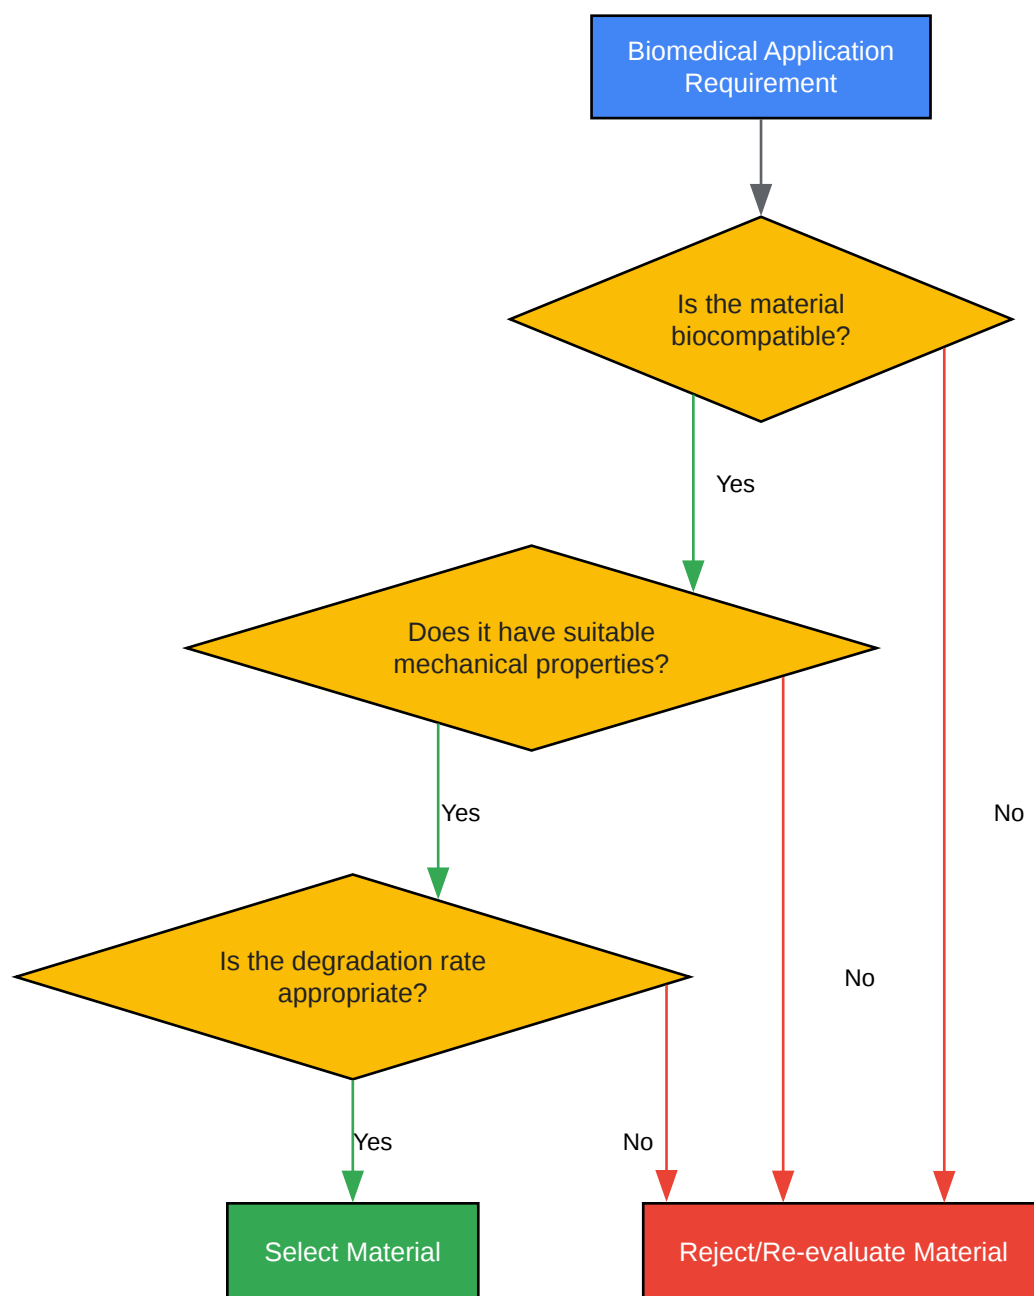 Biomedical Application
Requirement
Is the material
biocompatible?
Yes
Does it have suitable
mechanical properties?
Yes
No
Is the degradation rate
appropriate?
No
Yes
No
Select Material
Reject/Re-evaluate Material